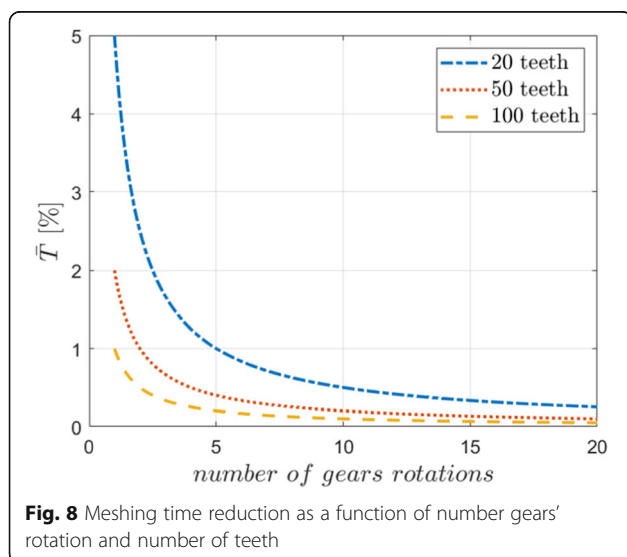 5
4
3
2
1
0
T̄ [%]
20 teeth
50 teeth
100 teeth
0 5 10 15 20
number of gears rotations
Fig. 8 Meshing time reduction as a function of number gears'
rotation and number of teeth